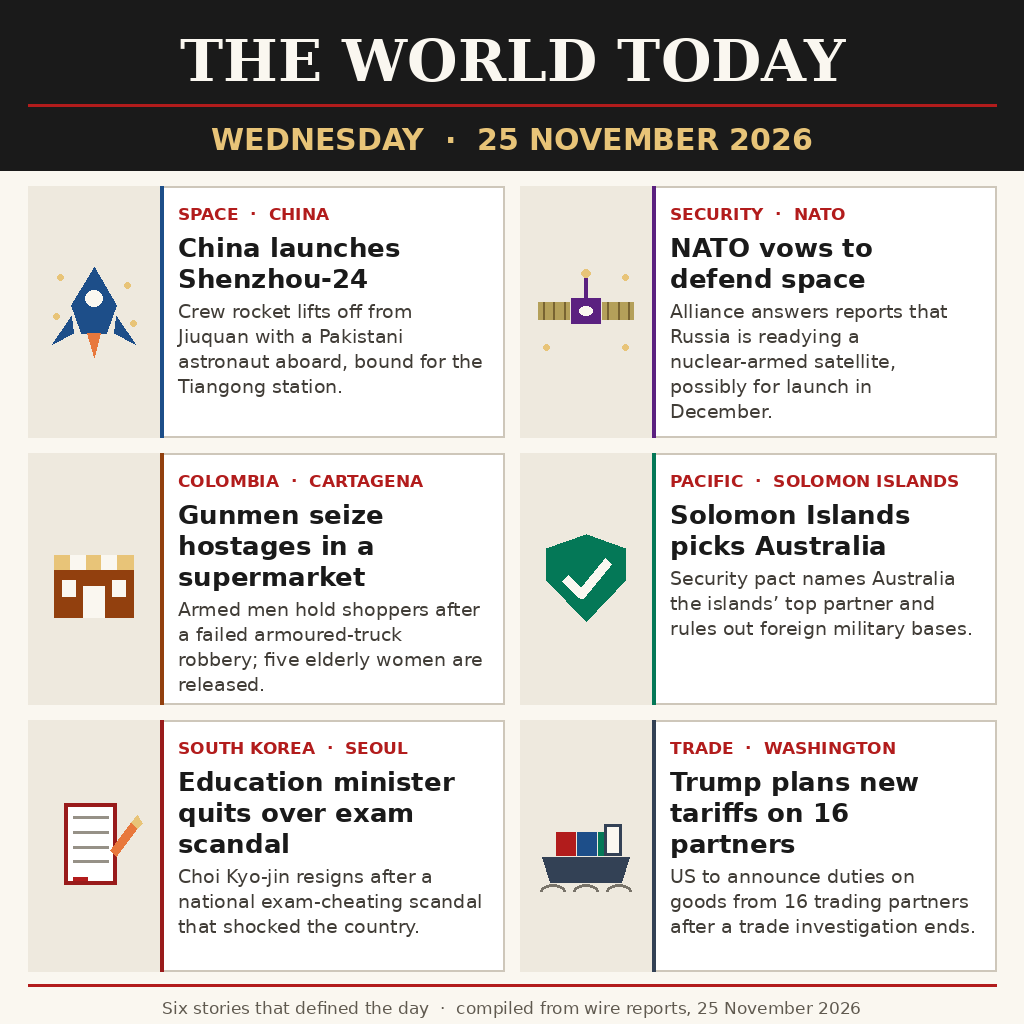 THE WORLD TODAY
WEDNESDAY · 25 NOVEMBER 2026
SPACE · CHINA
China launches
Shenzhou-24
Crew rocket lifts off from
Jiuquan with a Pakistani
astronaut aboard, bound for the
Tiangong station.
SECURITY · NATO
NATO vows to
defend space
Alliance answers reports that
Russia is readying a
nuclear-armed satellite,
possibly for launch in
December.
COLOMBIA · CARTAGENA
Gunmen seize
hostages in a
supermarket
Armed men hold shoppers after
a failed armoured-truck
robbery; five elderly women are
released.
PACIFIC · SOLOMON ISLANDS
Solomon Islands
picks Australia
Security pact names Australia
the islands’ top partner and
rules out foreign military bases.
SOUTH KOREA · SEOUL
Education minister
quits over exam
scandal
Choi Kyo-jin resigns after a
national exam-cheating scandal
that shocked the country.
TRADE · WASHINGTON
Trump plans new
tariffs on 16
partners
US to announce duties on
goods from 16 trading partners
after a trade investigation ends.
Six stories that defined the day · compiled from wire reports, 25 November 2026